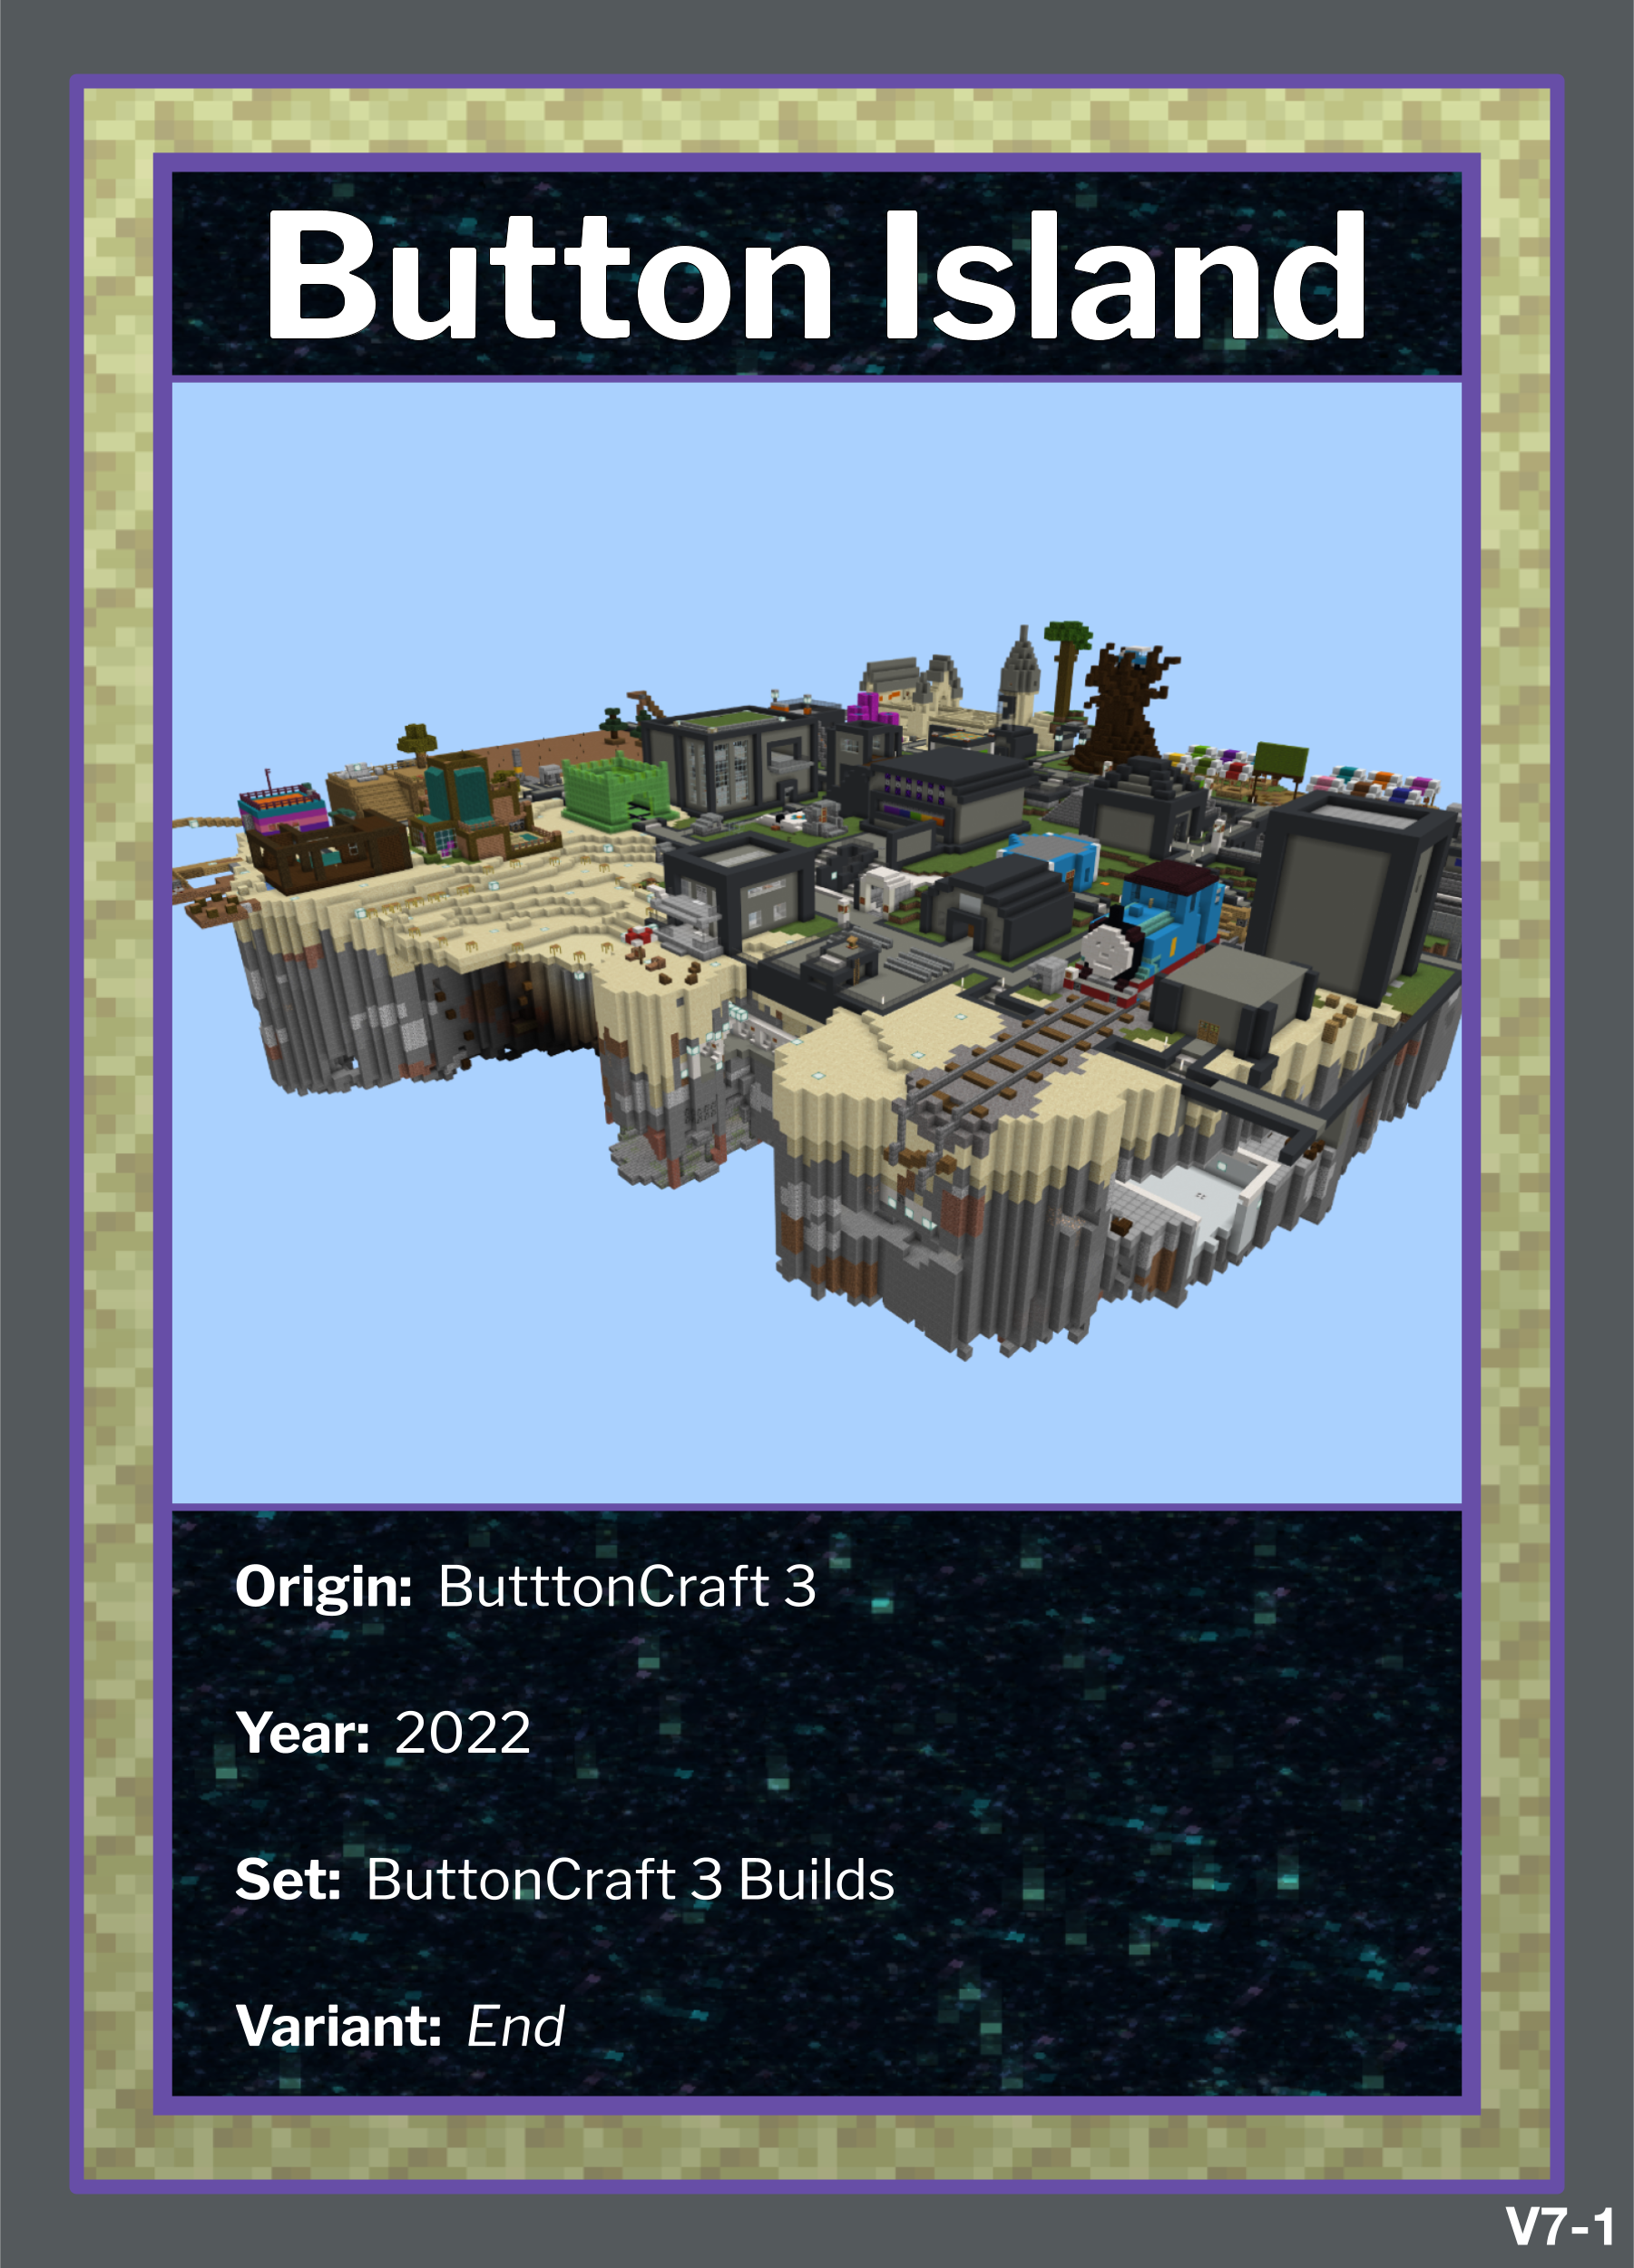 Button Island
Origin: ButttonCraft 3
Year: 2022
Set: ButtonCraft 3 Builds
Variant: End
V7-1